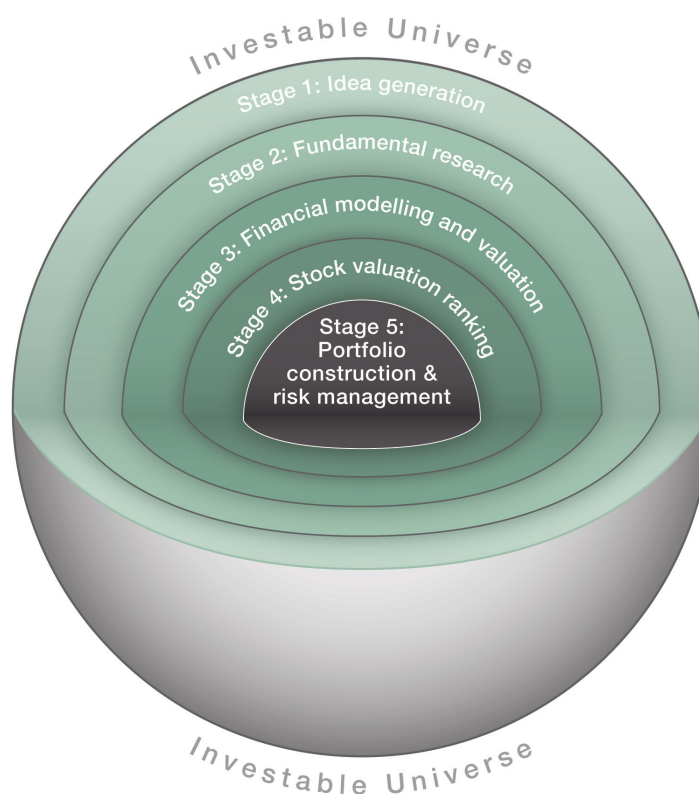 Investable Universe
Stage 1: Idea generation
Stage 2: Fundamental research
Stage 3: Financial modelling and valuation
Stage 4: Stock valuation ranking
Stage 5:
Portfolio
construction &
risk management
Investable Universe